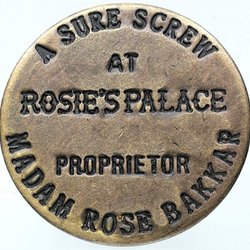 A SURE SCREW
AT
ROSIE'S PALACE
PROPRIETOR
MADAM ROSE BAKKAR